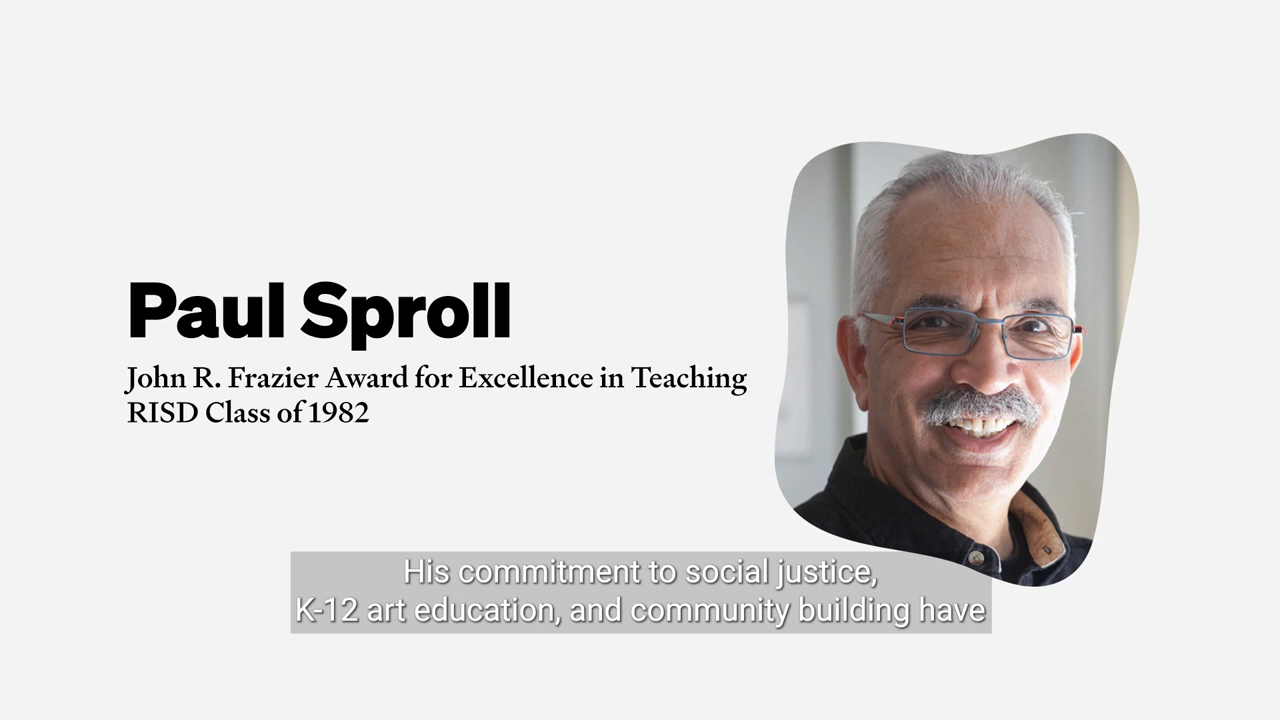 Paul Sproll
John R. Frazier Award for Excellence in Teaching
RISD Class of 1982
His commitment to social justice,
K-12 art education, and community building have